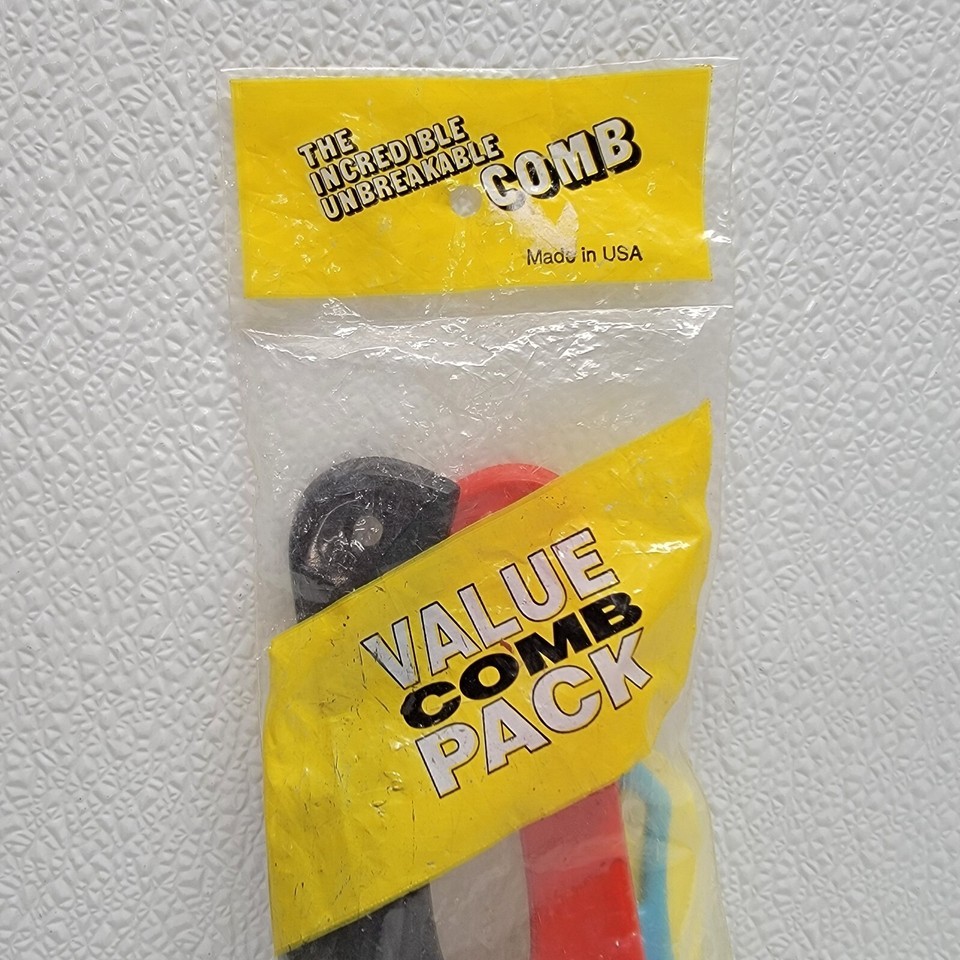 THE
INCREDIBLE
UNBREAKABLE
COMB
Made in USA
VALUE
COMB
PACK